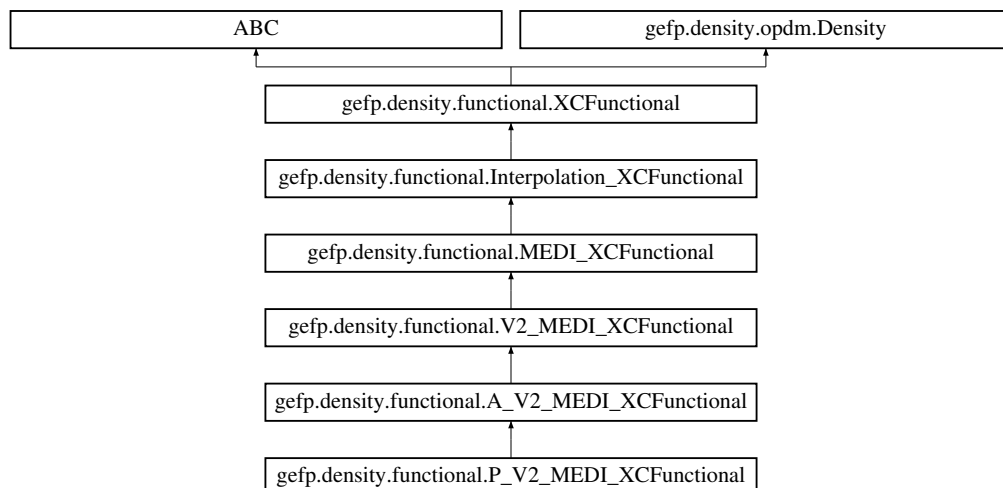 ABC
gefp.density.opdm.Density
gefp.density.functional.XCFunctional
gefp.density.functional.Interpolation_XCFunctional
gefp.density.functional.MEDI_XCFunctional
gefp.density.functional.V2_MEDI_XCFunctional
gefp.density.functional.A_V2_MEDI_XCFunctional
gefp.density.functional.P_V2_MEDI_XCFunctional